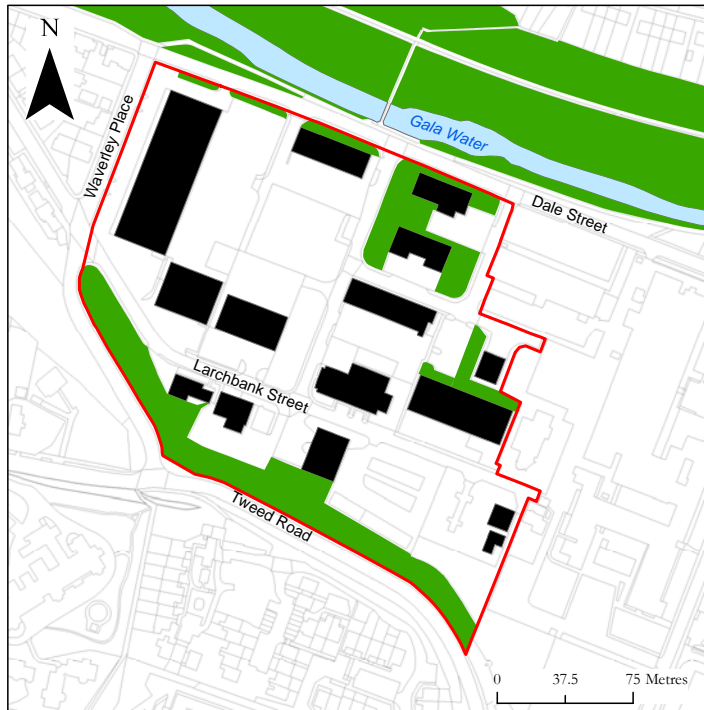 N
Waverley Place
Gala Water
Dale Street
Larchbank Street
Tweed Road
0 37.5 75 Metres